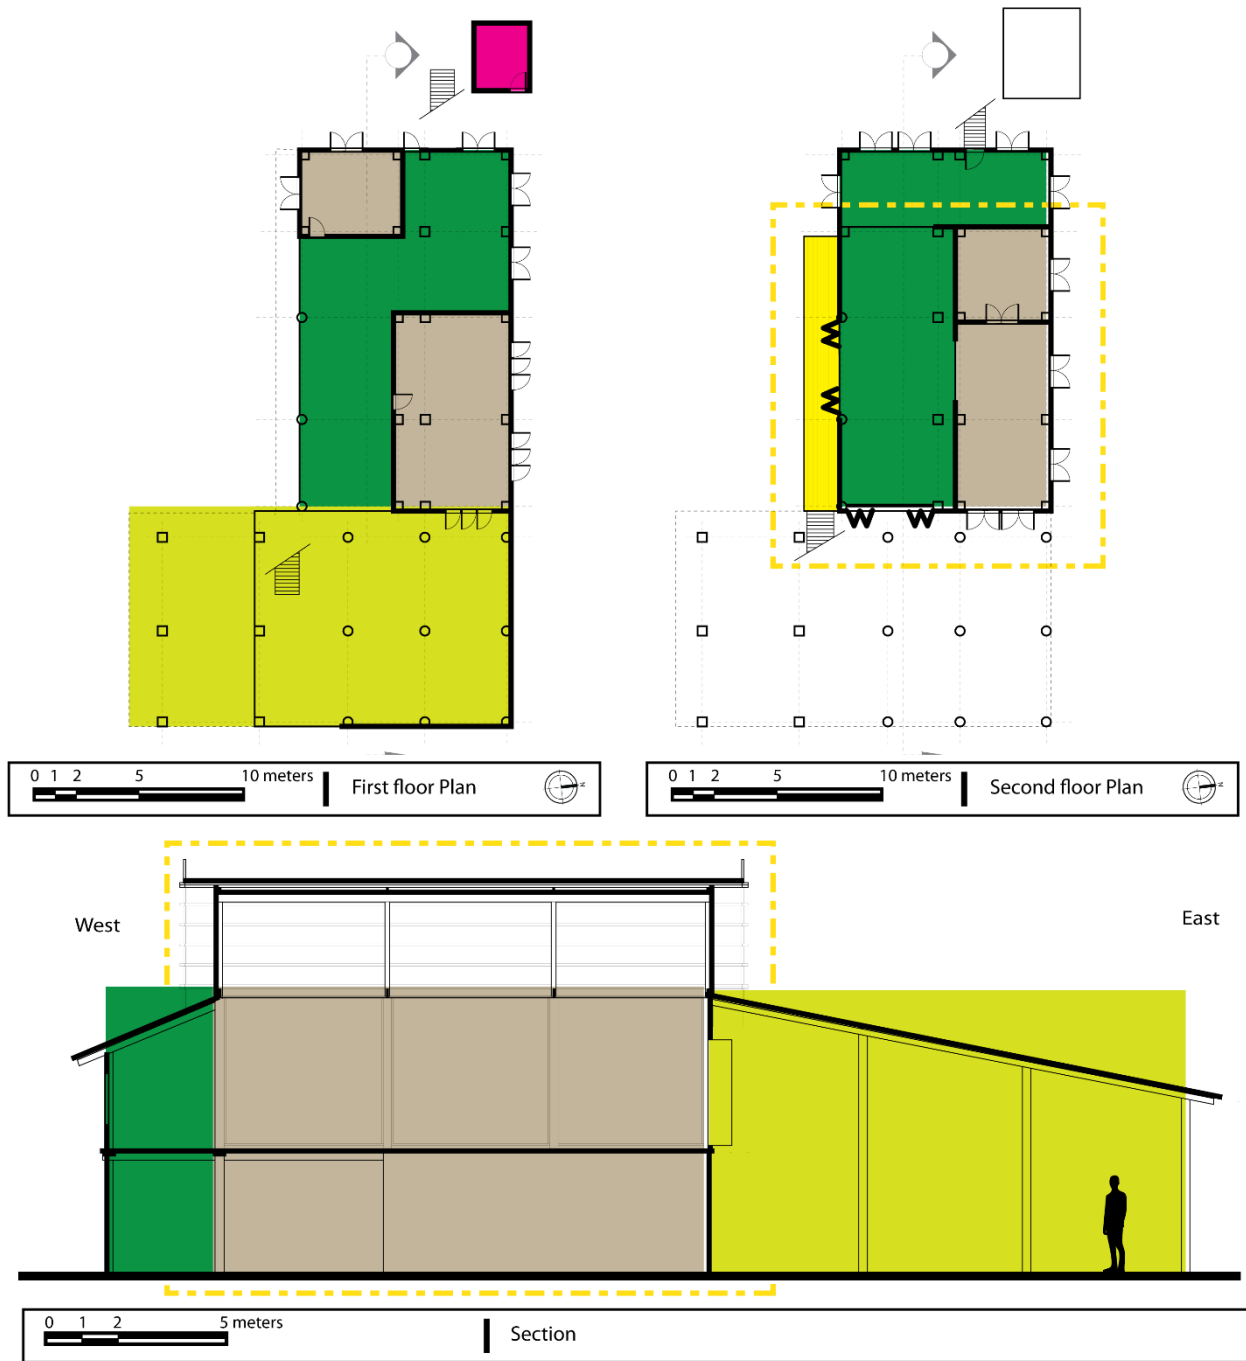 0 1 2 5 10 meters First floor Plan N
0 1 2 5 10 meters Second floor Plan N
West
East
0 1 2 5 meters Section